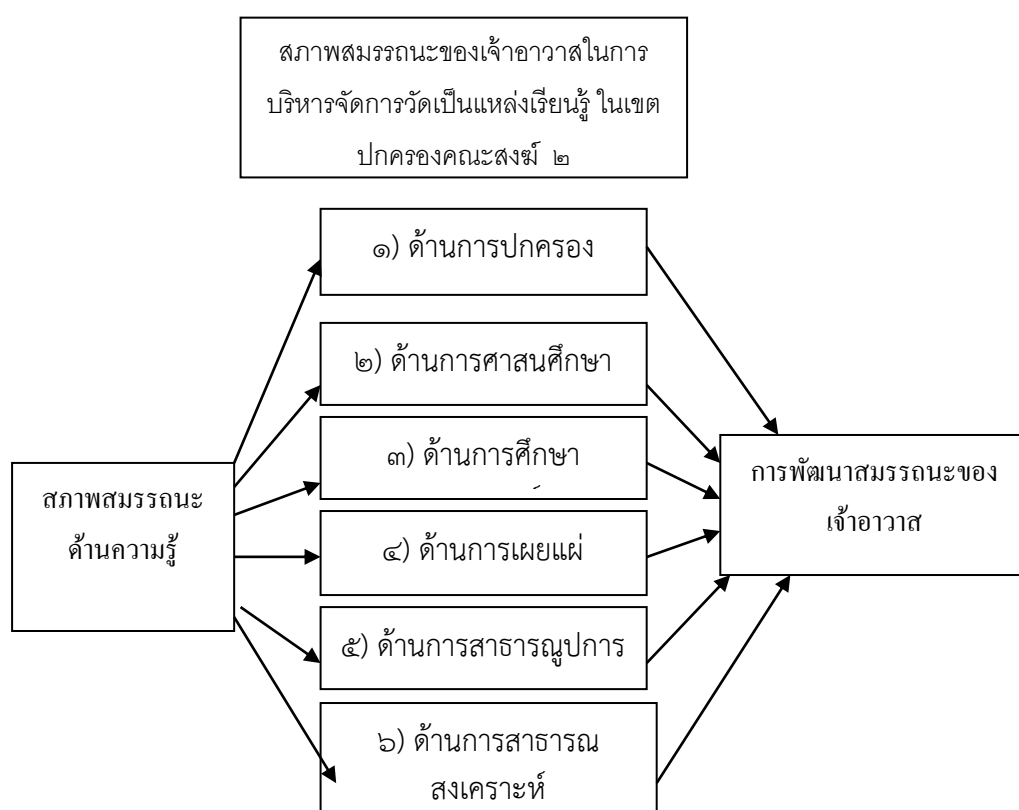 สภาพสมรรถนะของเจ้าอาวาสในการ
บริหารจัดการวัดเป็นแหล่งเรียนรู้ ในเขต
ปกครองคณะสงฆ์ ๒
๑) ด้านการปกครอง
๒) ด้านการศาสนศึกษา
๓) ด้านการศึกษา
๔) ด้านการเผยแผ่
๕) ด้านการสาธารณูปการ
๖) ด้านการสาธารณ
สงเคราะห์
สภาพสมรรถนะ
ด้านความรู้
การพัฒนาสมรรถนะของ
เจ้าอาวาส